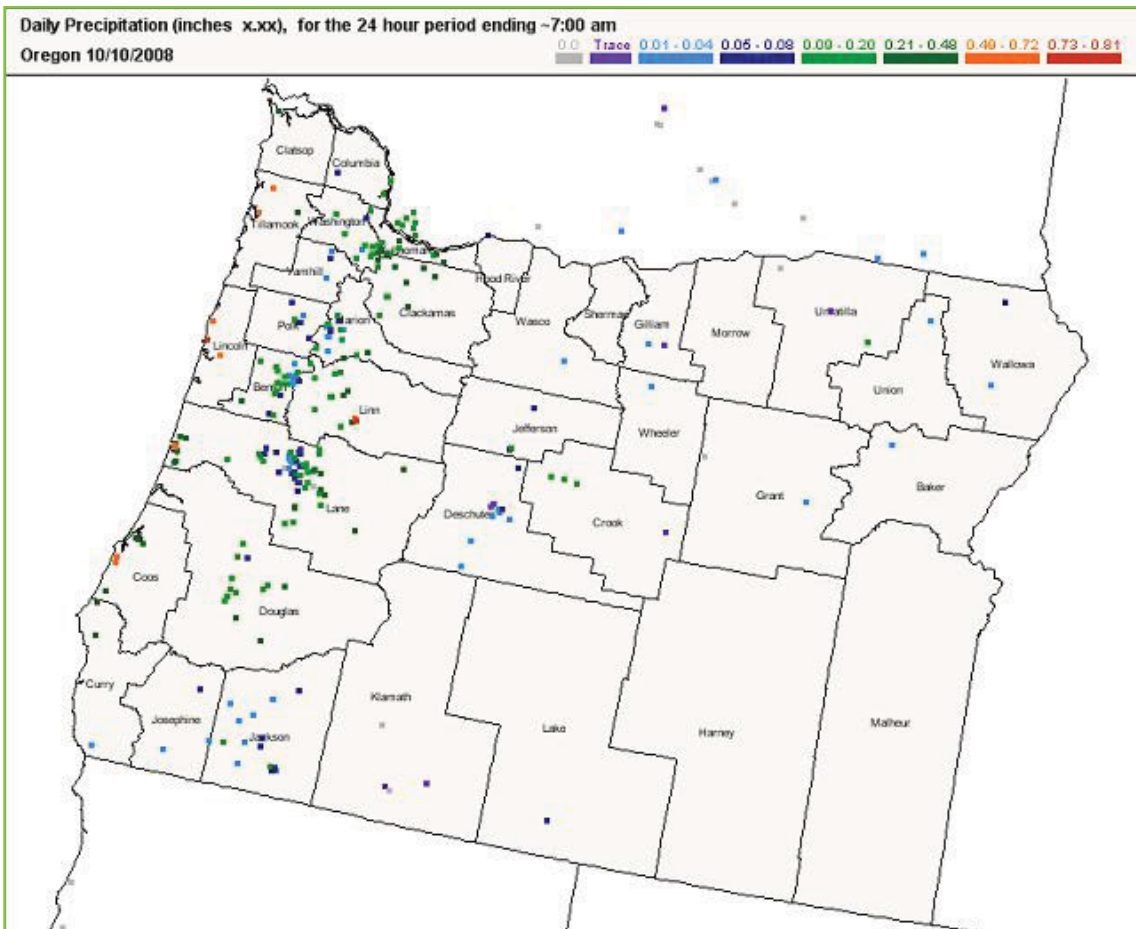 Daily Precipitation (inches x.xx), for the 24 hour period ending ~7:00 am
Oregon 10/10/2008
0.0 Trace 0.01 - 0.04 0.05 - 0.08 0.09 - 0.20 0.21 - 0.48 0.49 - 0.72 0.73 - 0.81
Clatsop
Columbia
Tillamook
Washington
Yamhill
Hood River
Clackamas
Wasco
Sherman
Gilliam
Morrow
Umatilla
Union
Wallowa
Polk
Marion
Lincoln
Benton
Linn
Jefferson
Wheeler
Grant
Baker
Lane
Deschutes
Crook
Coos
Douglas
Curry
Josephine
Jackson
Klamath
Lake
Harney
Malheur